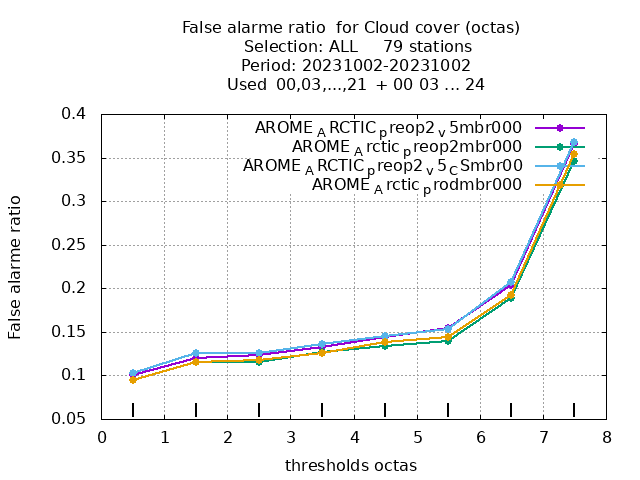 False alarme ratio  for Cloud cover (octas)
Selection: ALL     79 stations
Period: 20231002-20231002
Used  00,03,...,21  + 00 03 ... 24
AROME_ARCTIC_preop2_v5mbr000
AROME_Arctic_preop2mbr000
AROME_ARCTIC_preop2_v5_CSmbr00
AROME_Arctic_prodmbr000
0.4
0.35
0.3
0.25
0.2
0.15
0.1
0.05
False alarme ratio
0 1 2 3 4 5 6 7 8
thresholds octas